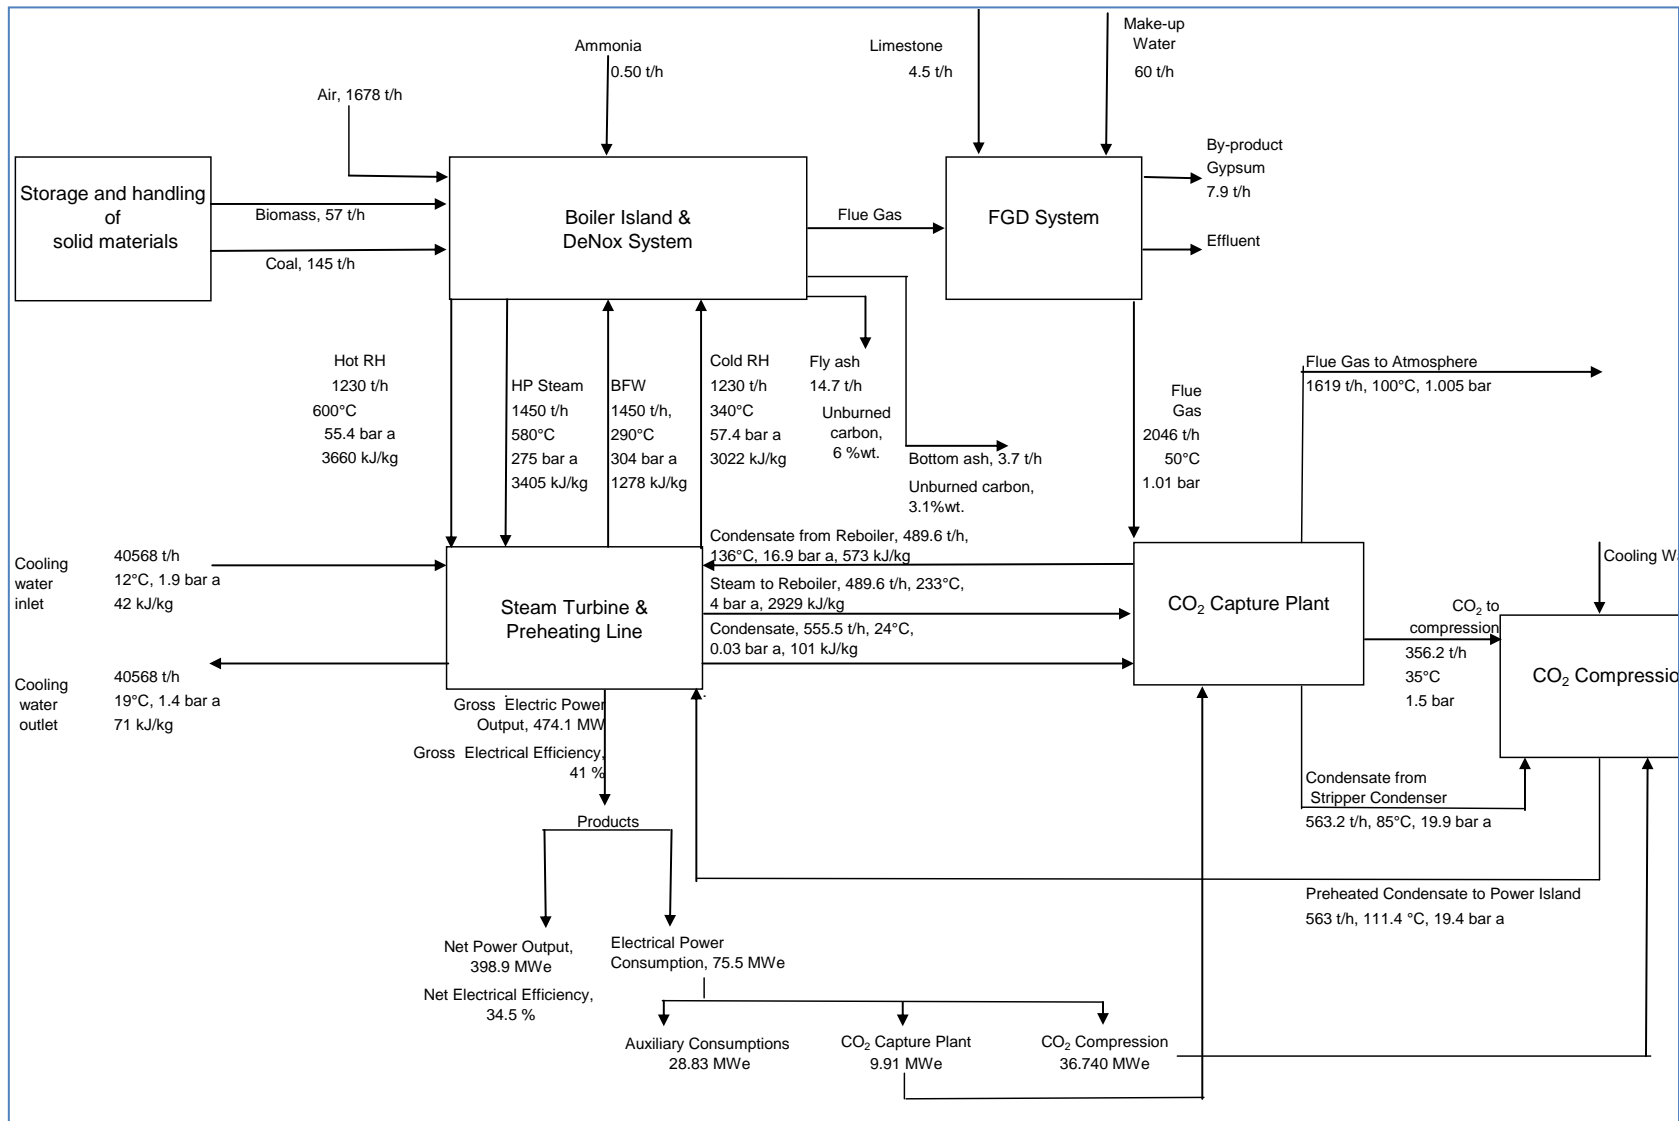 Ammonia
0.50 t/h
Limestone
4.5 t/h
Make-up
Water
60 t/h
Air, 1678 t/h
Storage and handling
of
solid materials
Biomass, 57 t/h
Coal, 145 t/h
Boiler Island &
DeNox System
Flue Gas
FGD System
By-product
Gypsum
7.9 t/h
Effluent
Hot RH
1230 t/h
600°C
55.4 bar a
3660 kJ/kg
HP Steam
1450 t/h
580°C
275 bar a
3405 kJ/kg
BFW
1450 t/h,
290°C
304 bar a
1278 kJ/kg
Cold RH
1230 t/h
340°C
57.4 bar a
3022 kJ/kg
Fly ash
14.7 t/h
Unburned
carbon,
6 %wt.
Bottom ash, 3.7 t/h
Unburned carbon,
3.1%wt.
Flue
Gas
2046 t/h
50°C
1.01 bar
Flue Gas to Atmosphere
1619 t/h, 100°C, 1.005 bar
Cooling
water
inlet
40568 t/h
12°C, 1.9 bar a
42 kJ/kg
Cooling
water
outlet
40568 t/h
19°C, 1.4 bar a
71 kJ/kg
Steam Turbine &
Preheating Line
Condensate from Reboiler, 489.6 t/h,
136°C, 16.9 bar a, 573 kJ/kg
Steam to Reboiler, 489.6 t/h, 233°C,
4 bar a, 2929 kJ/kg
Condensate, 555.5 t/h, 24°C,
0.03 bar a, 101 kJ/kg
CO₂ Capture Plant
CO₂ to
compression
356.2 t/h
35°C
1.5 bar
Cooling W
CO₂ Compressio
Gross Electric Power
Output, 474.1 MW
Gross Electrical Efficiency,
41 %
Products
Condensate from
Stripper Condenser
563.2 t/h, 85°C, 19.9 bar a
Preheated Condensate to Power Island
563 t/h, 111.4 °C, 19.4 bar a
Net Power Output,
398.9 MWe
Net Electrical Efficiency,
34.5 %
Electrical Power
Consumption, 75.5 MWe
Auxiliary Consumptions
28.83 MWe
CO₂ Capture Plant
9.91 MWe
CO₂ Compression
36.740 MWe